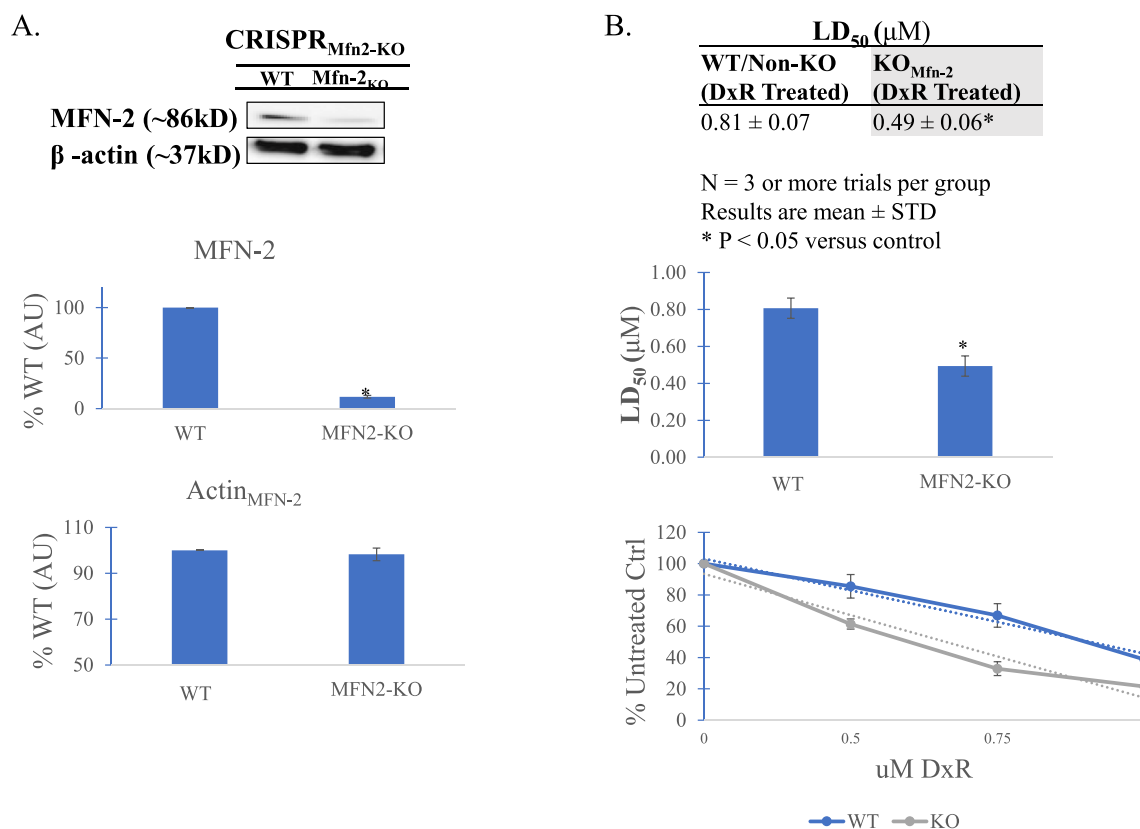 A.
CRISPRMfn2-KO
WT Mfn-2KO
MFN-2 (~86kD)
β -actin (~37kD)
MFN-2
% WT (AU)
100
50
0
*
WT MFN2-KO
ActinMFN-2
% WT (AU)
110
90
70
50
WT MFN2-KO
B.
LD50 (μM)
WT/Non-KO KOMfn-2
(DxR Treated) (DxR Treated)
0.81 ± 0.07 0.49 ± 0.06*
N = 3 or more trials per group
Results are mean ± STD
* P < 0.05 versus control
LD50 (μM)
1.00
0.80
0.60
0.40
0.20
0.00
*
WT MFN2-KO
% Untreated Ctrl
120
100
80
60
40
20
0
0 0.5 0.75
uM DxR
WT KO